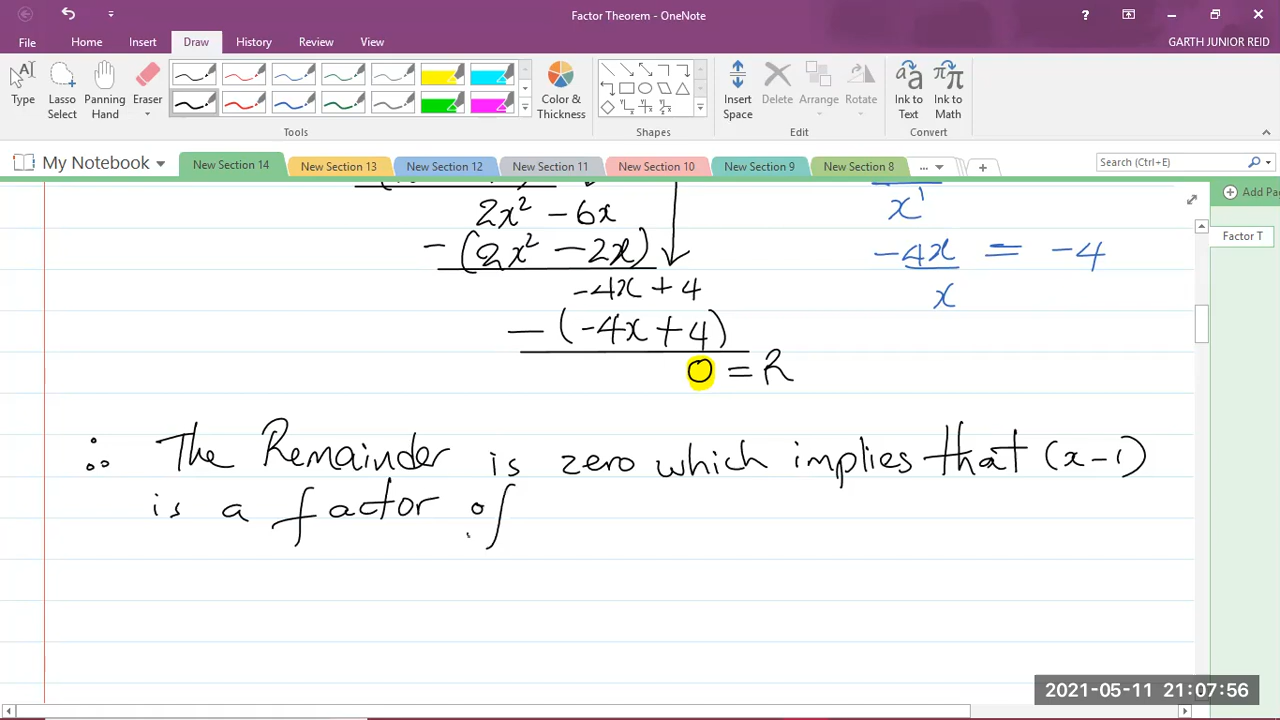 Factor Theorem - OneNote
GARTH JUNIOR REID
File Home Insert Draw History Review View
Type Lasso Select Panning Hand Eraser Color & Thickness Insert Space Delete Arrange Rotate Ink to Text Ink to Math
Tools Shapes Edit Convert
My Notebook New Section 14 New Section 13 New Section 12 New Section 11 New Section 10 New Section 9 New Section 8 ... Search (Ctrl+E)
Add Pa
Factor T
2x² - 6x
x¹
- (2x² - 2x)
-4x = -4
x
-4x + 4
- (-4x + 4)
0 = R
∴ The Remainder is zero which implies that (x-1)
is a factor of
2021-05-11 21:07:56